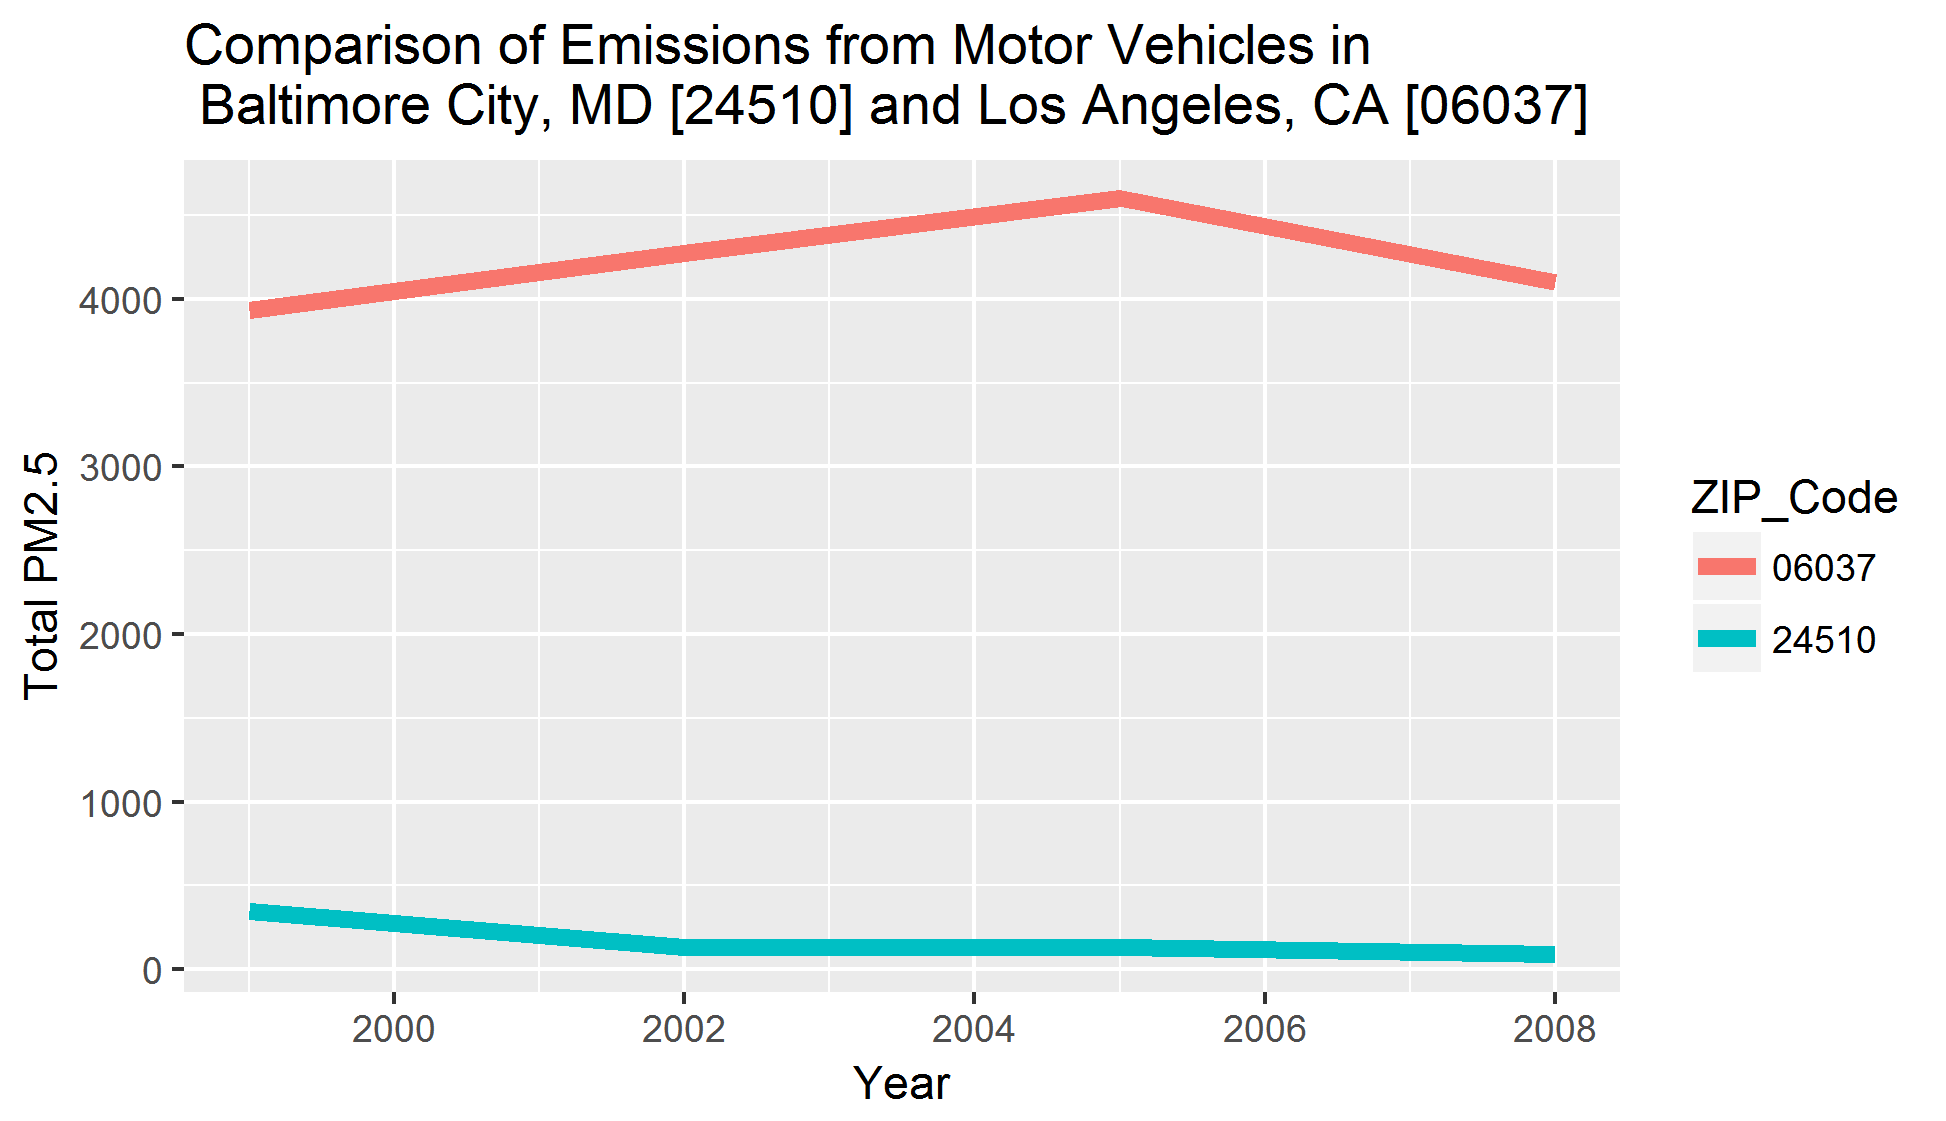 Comparison of Emissions from Motor Vehicles in
Baltimore City, MD [24510] and Los Angeles, CA [06037]
Total PM2.5
4000
3000
2000
1000
0
2000 2002 2004 2006 2008
Year
ZIP_Code
06037
24510